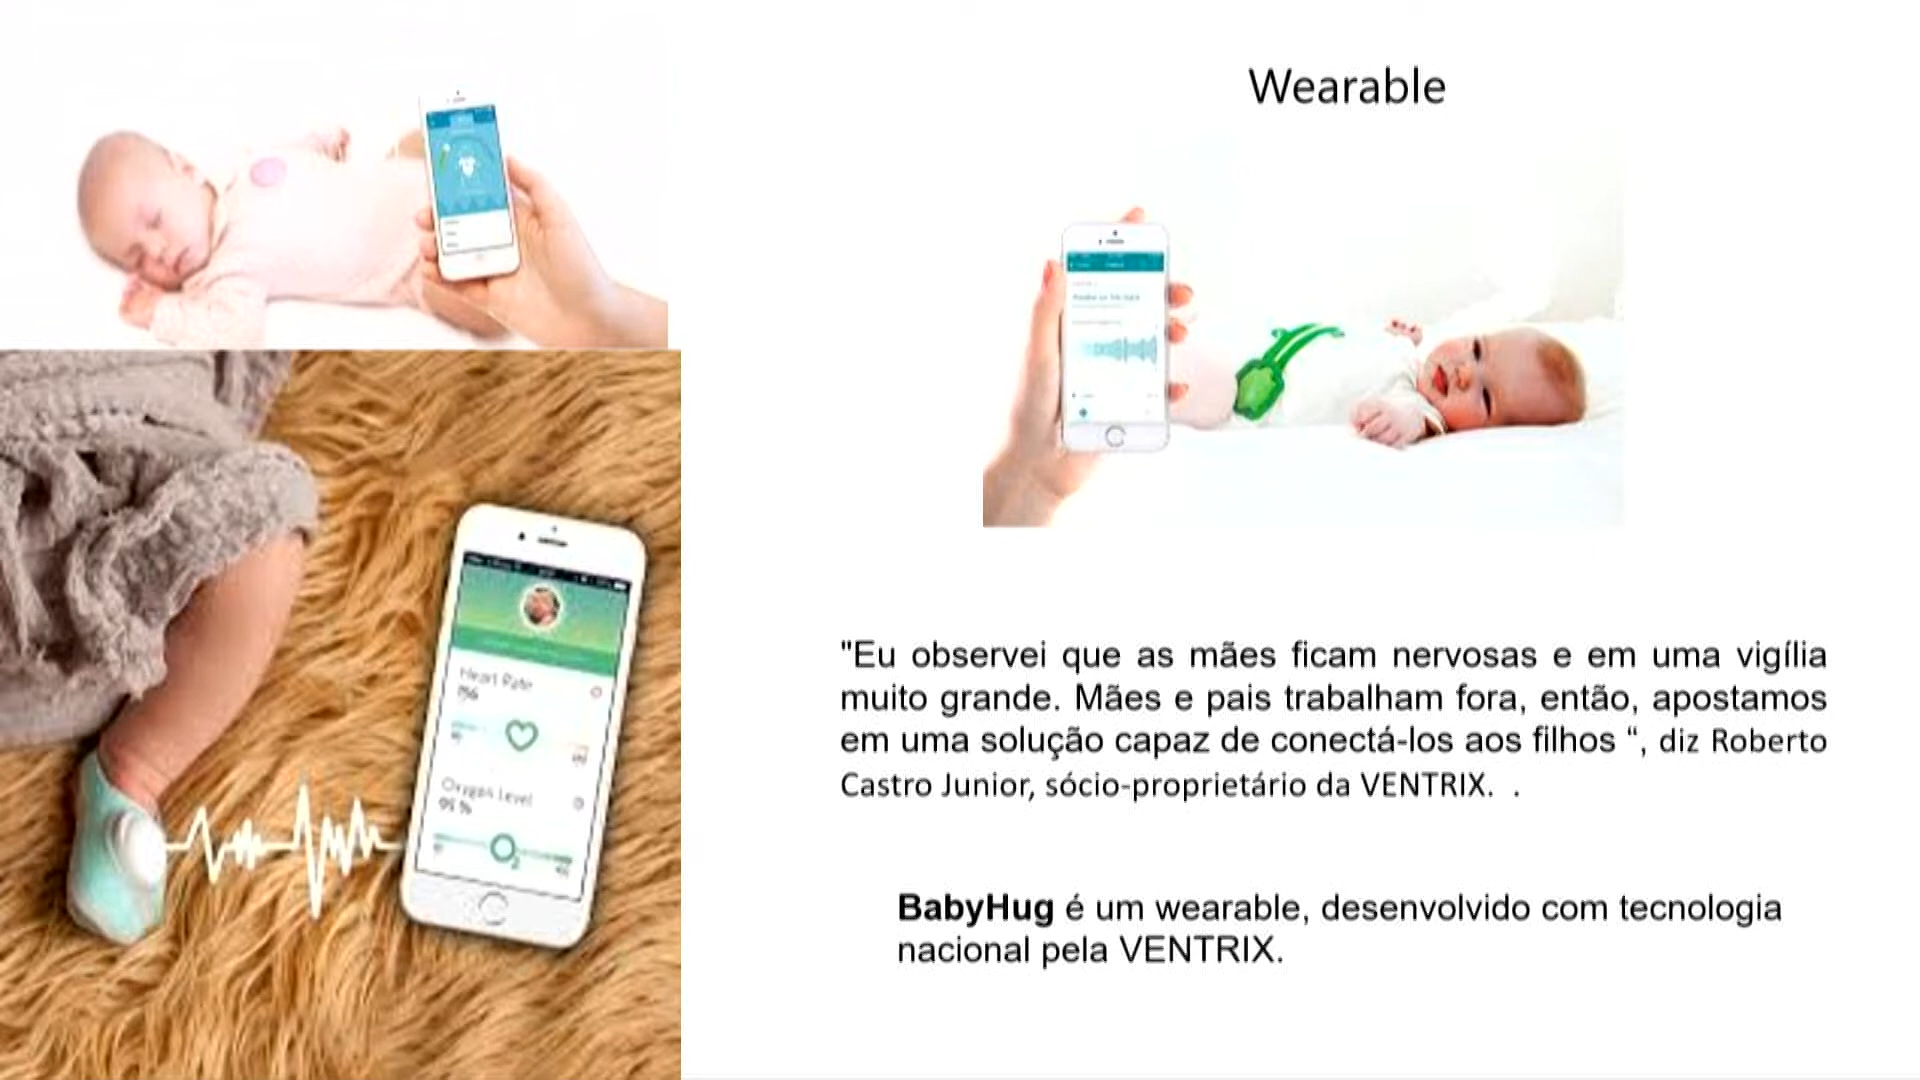 Wearable
"Eu observei que as mães ficam nervosas e em uma vigília
muito grande. Mães e pais trabalham fora, então, apostamos
em uma solução capaz de conectá-los aos filhos “, diz Roberto
Castro Junior, sócio-proprietário da VENTRIX. .
BabyHug é um wearable, desenvolvido com tecnologia
nacional pela VENTRIX.
Heart Rate
156
Oxygen Level
95 %